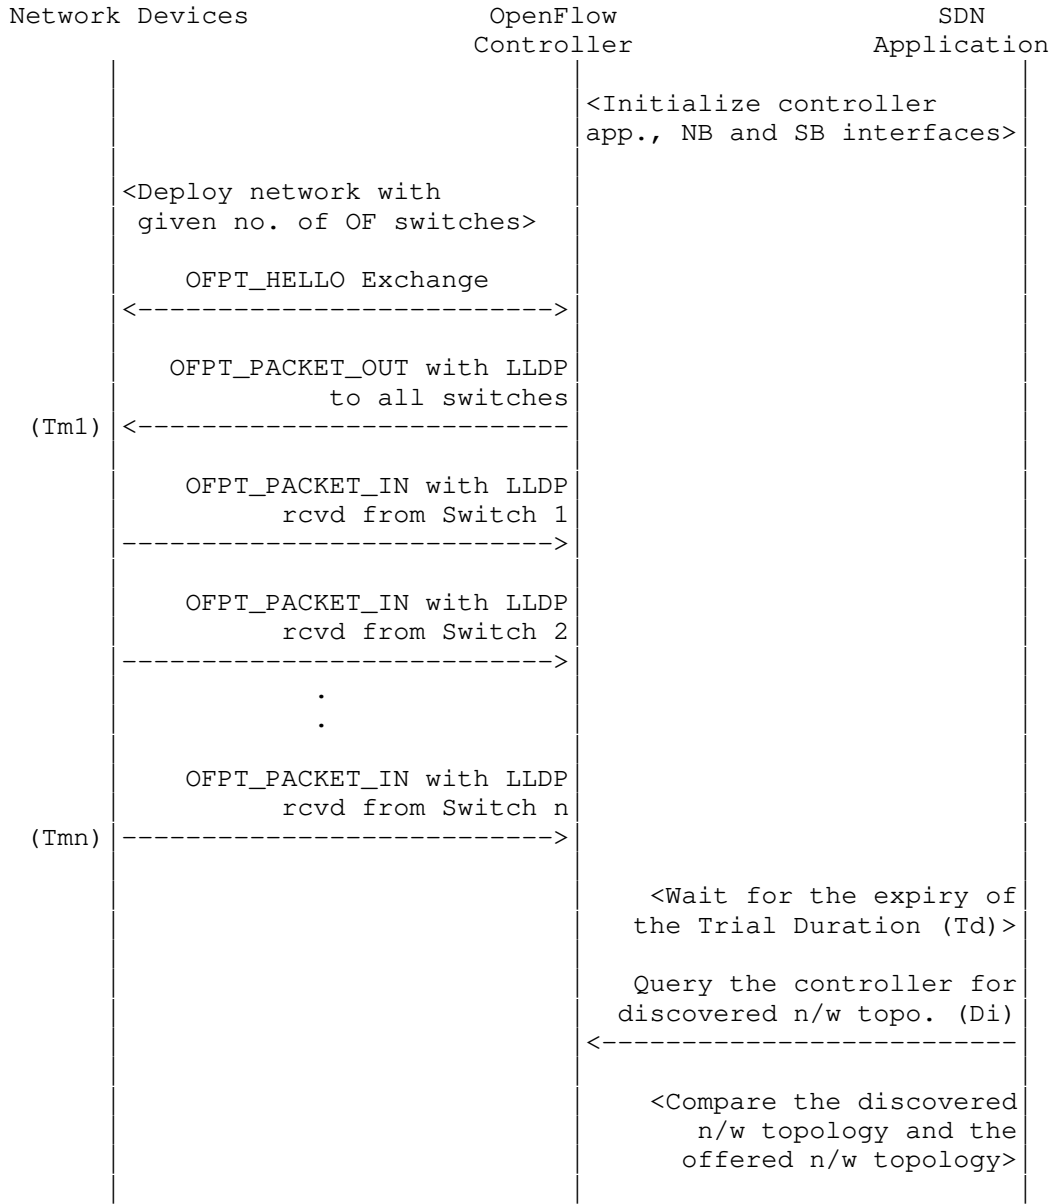 Network Devices OpenFlow SDN
Controller Application
<Initialize controller
app., NB and SB interfaces>
<Deploy network with
given no. of OF switches>
OFPT_HELLO Exchange
<-------------------------->
OFPT_PACKET_OUT with LLDP
to all switches
(Tm1) <---------------------------
OFPT_PACKET_IN with LLDP
rcvd from Switch 1
--------------------------->
OFPT_PACKET_IN with LLDP
rcvd from Switch 2
--------------------------->
.
.
OFPT_PACKET_IN with LLDP
rcvd from Switch n
(Tmn) --------------------------->
<Wait for the expiry of
the Trial Duration (Td)>
Query the controller for
discovered n/w topo. (Di)
<--------------------------
<Compare the discovered
n/w topology and the
offered n/w topology>